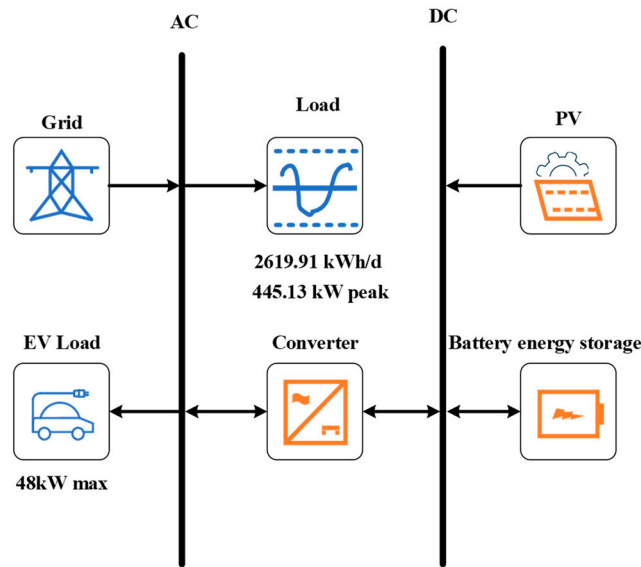 AC
DC
Grid
Load
PV
2619.91 kWh/d
445.13 kW peak
EV Load
Converter
Battery energy storage
48kW max